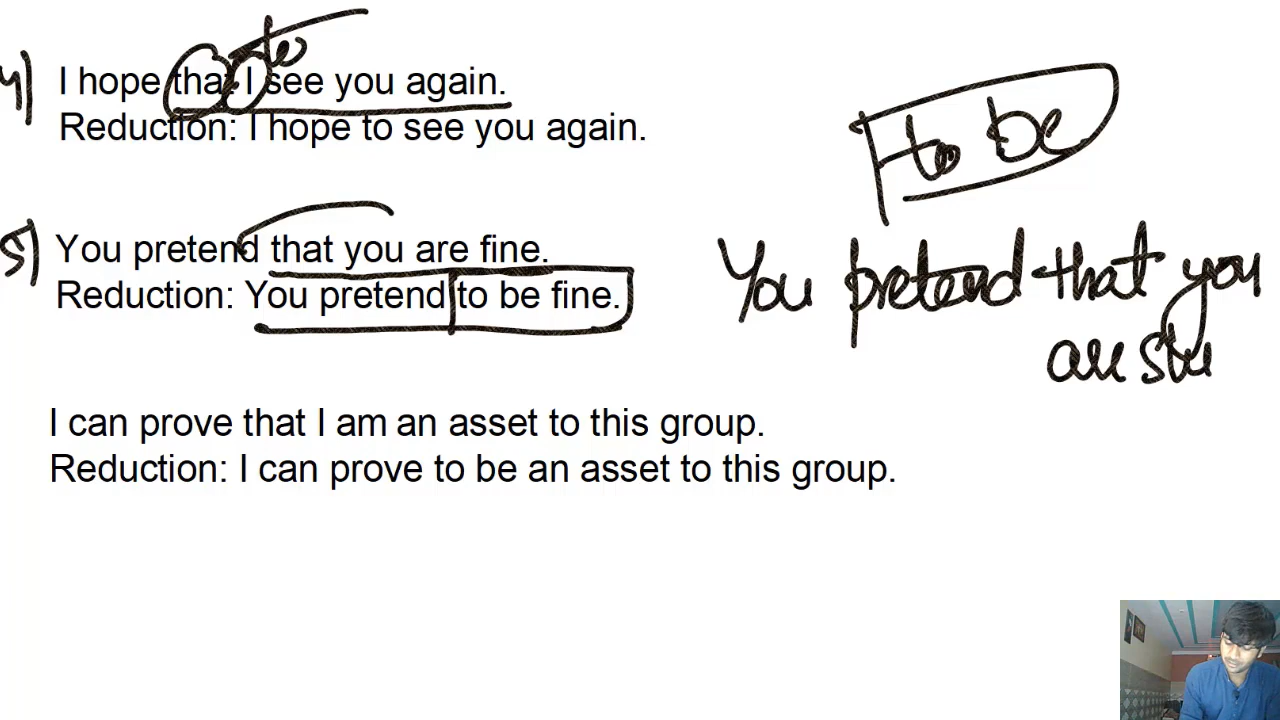 to
4) I hope that I see you again.
Reduction: I hope to see you again.
to be
5) You pretend that you are fine.
Reduction: You pretend to be fine.
You pretend that you
are
I can prove that I am an asset to this group.
Reduction: I can prove to be an asset to this group.